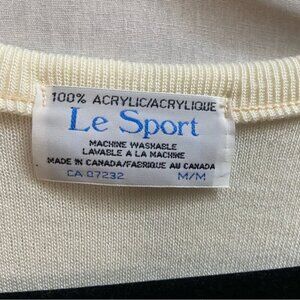 100% ACRYLIC/ACRYLIQUE
Le Sport
MACHINE WASHABLE
LAVABLE A LA MACHINE
MADE IN CANADA/FABRIQUE AU CANADA
CA 07232 M/M